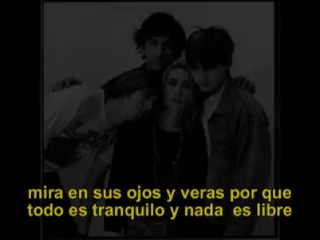 mira en sus ojos y veras por que
todo es tranquilo y nada es libre